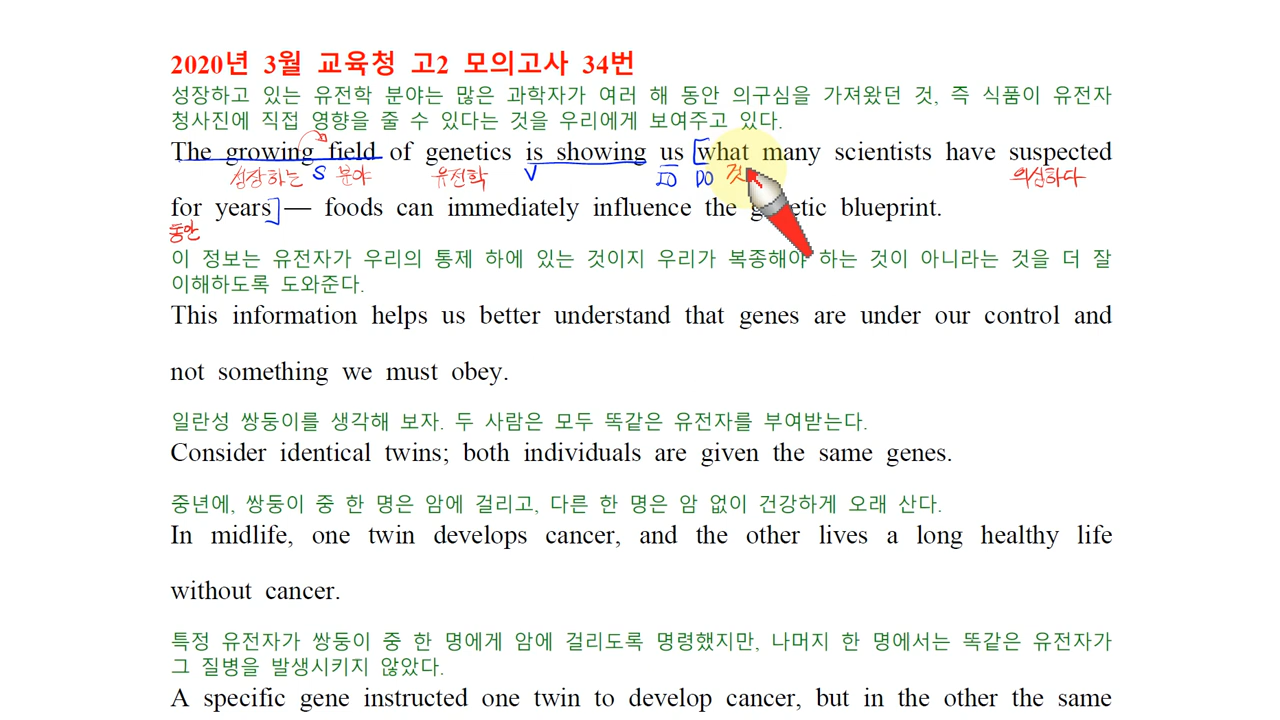 2020년 3월 교육청 고2 모의고사 34번
성장하고 있는 유전학 분야는 많은 과학자가 여러 해 동안 의구심을 가져왔던 것, 즉 식품이 유전자
청사진에 직접 영향을 줄 수 있다는 것을 우리에게 보여주고 있다.
The growing field of genetics is showing us what many scientists have suspected
성장하는 S 분야 유전학 V IO DO 것 의심하다
for years — foods can immediately influence the genetic blueprint.
동안
이 정보는 유전자가 우리의 통제 하에 있는 것이지 우리가 복종해야 하는 것이 아니라는 것을 더 잘
이해하도록 도와준다.
This information helps us better understand that genes are under our control and
not something we must obey.
일란성 쌍둥이를 생각해 보자. 두 사람은 모두 똑같은 유전자를 부여받는다.
Consider identical twins; both individuals are given the same genes.
중년에, 쌍둥이 중 한 명은 암에 걸리고, 다른 한 명은 암 없이 건강하게 오래 산다.
In midlife, one twin develops cancer, and the other lives a long healthy life
without cancer.
특정 유전자가 쌍둥이 중 한 명에게 암에 걸리도록 명령했지만, 나머지 한 명에서는 똑같은 유전자가
그 질병을 발생시키지 않았다.
A specific gene instructed one twin to develop cancer, but in the other the same